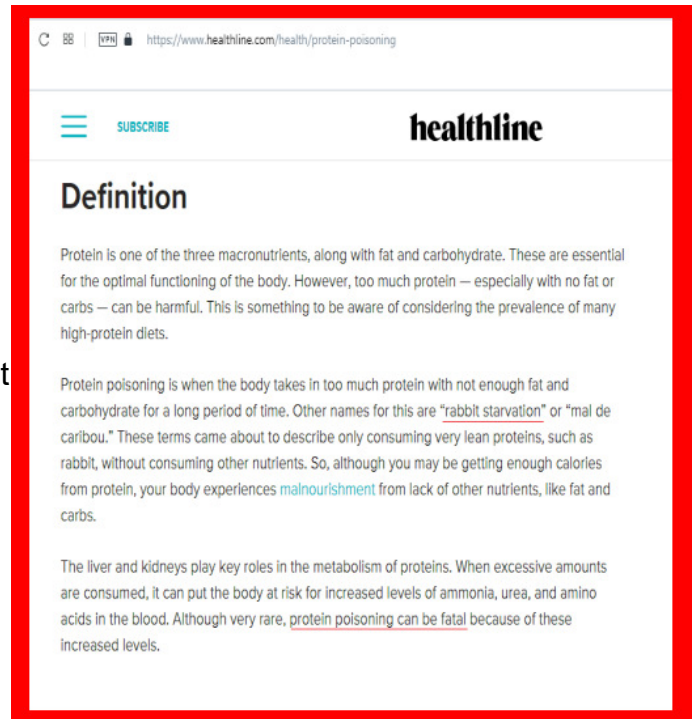 VPN https://www.healthline.com/health/protein-poisoning
SUBSCRIBE healthline
Definition
Protein is one of the three macronutrients, along with fat and carbohydrate. These are essential
for the optimal functioning of the body. However, too much protein — especially with no fat or
carbs — can be harmful. This is something to be aware of considering the prevalence of many
high-protein diets.
t
Protein poisoning is when the body takes in too much protein with not enough fat and
carbohydrate for a long period of time. Other names for this are “rabbit starvation” or “mal de
caribou.” These terms came about to describe only consuming very lean proteins, such as
rabbit, without consuming other nutrients. So, although you may be getting enough calories
from protein, your body experiences malnourishment from lack of other nutrients, like fat and
carbs.
The liver and kidneys play key roles in the metabolism of proteins. When excessive amounts
are consumed, it can put the body at risk for increased levels of ammonia, urea, and amino
acids in the blood. Although very rare, protein poisoning can be fatal because of these
increased levels.